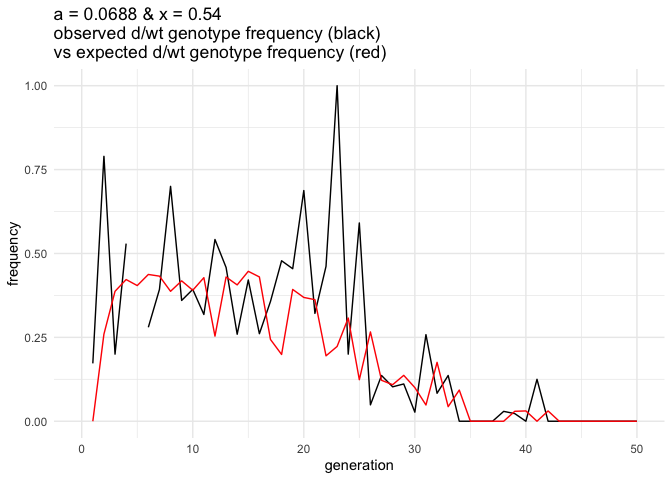 a = 0.0688 & x = 0.54
observed d/wt genotype frequency (black)
vs expected d/wt genotype frequency (red)
1.00
0.75
0.50
0.25
0.00
frequency
0 10 20 30 40 50
generation